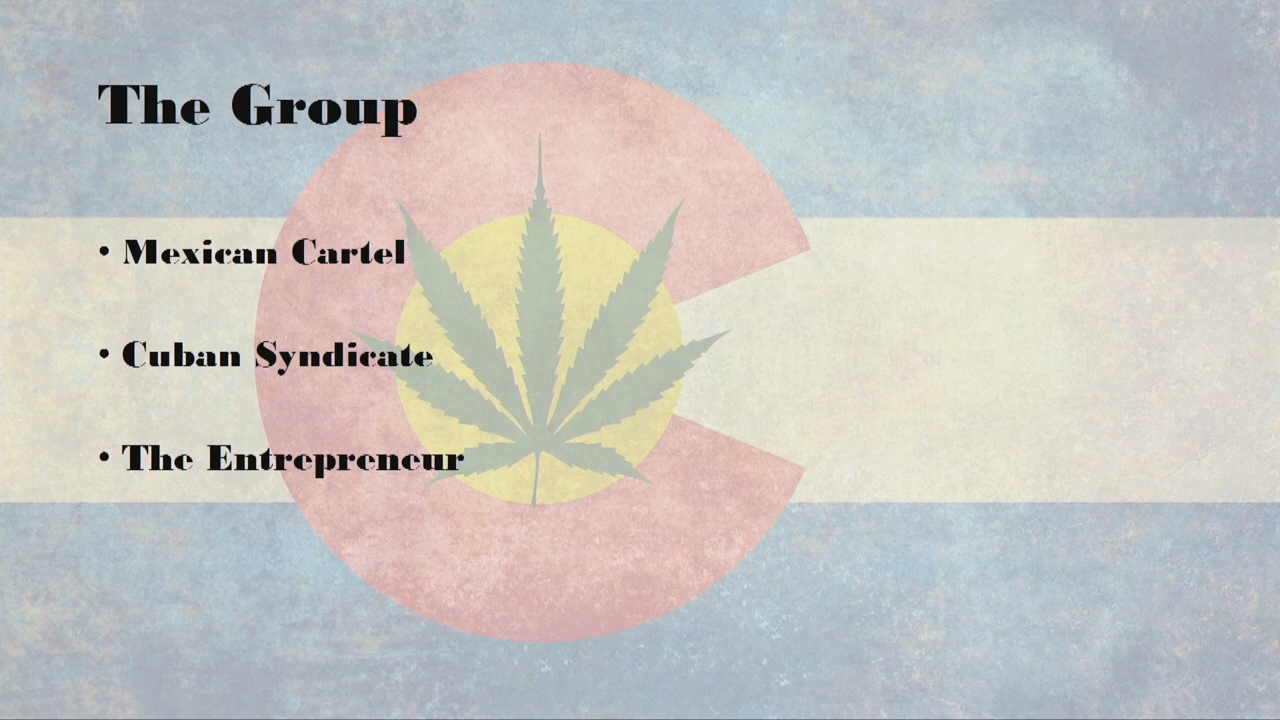 The Group
• Mexican Cartel
• Cuban Syndicate
• The Entrepreneur